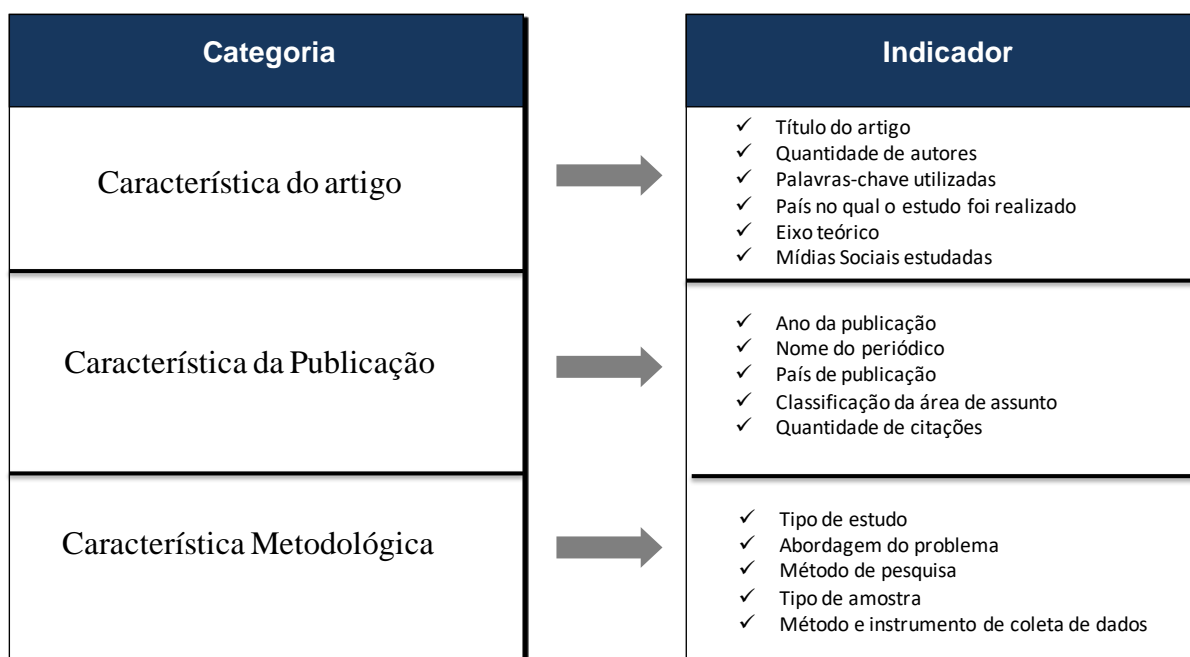 Categoria
Indicador
Característica do artigo
✓ Título do artigo
✓ Quantidade de autores
✓ Palavras-chave utilizadas
✓ País no qual o estudo foi realizado
✓ Eixo teórico
✓ Mídias Sociais estudadas
Característica da Publicação
✓ Ano da publicação
✓ Nome do periódico
✓ País de publicação
✓ Classificação da área de assunto
✓ Quantidade de citações
Característica Metodológica
✓ Tipo de estudo
✓ Abordagem do problema
✓ Método de pesquisa
✓ Tipo de amostra
✓ Método e instrumento de coleta de dados